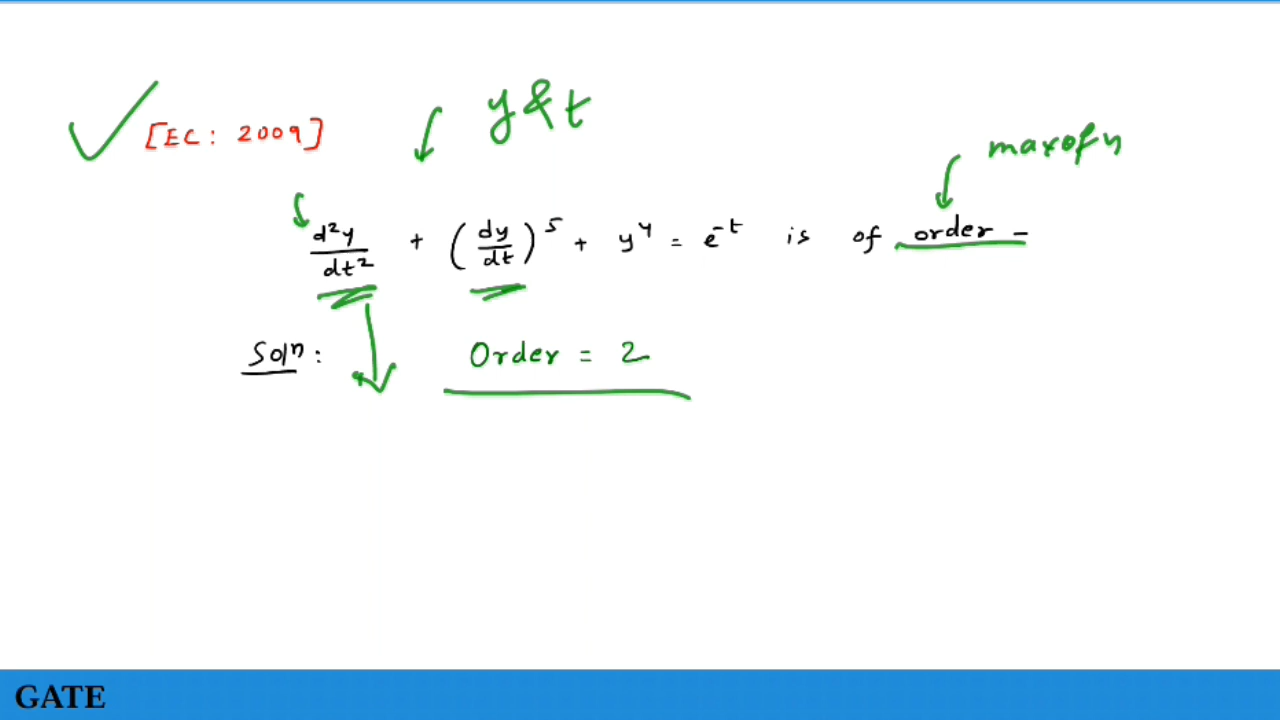 y & t
[EC: 2009]
max of n
d²y/dt² + (dy/dt)⁵ + y⁴ = e⁻ᵗ is of order –
Soln: Order = 2
GATE